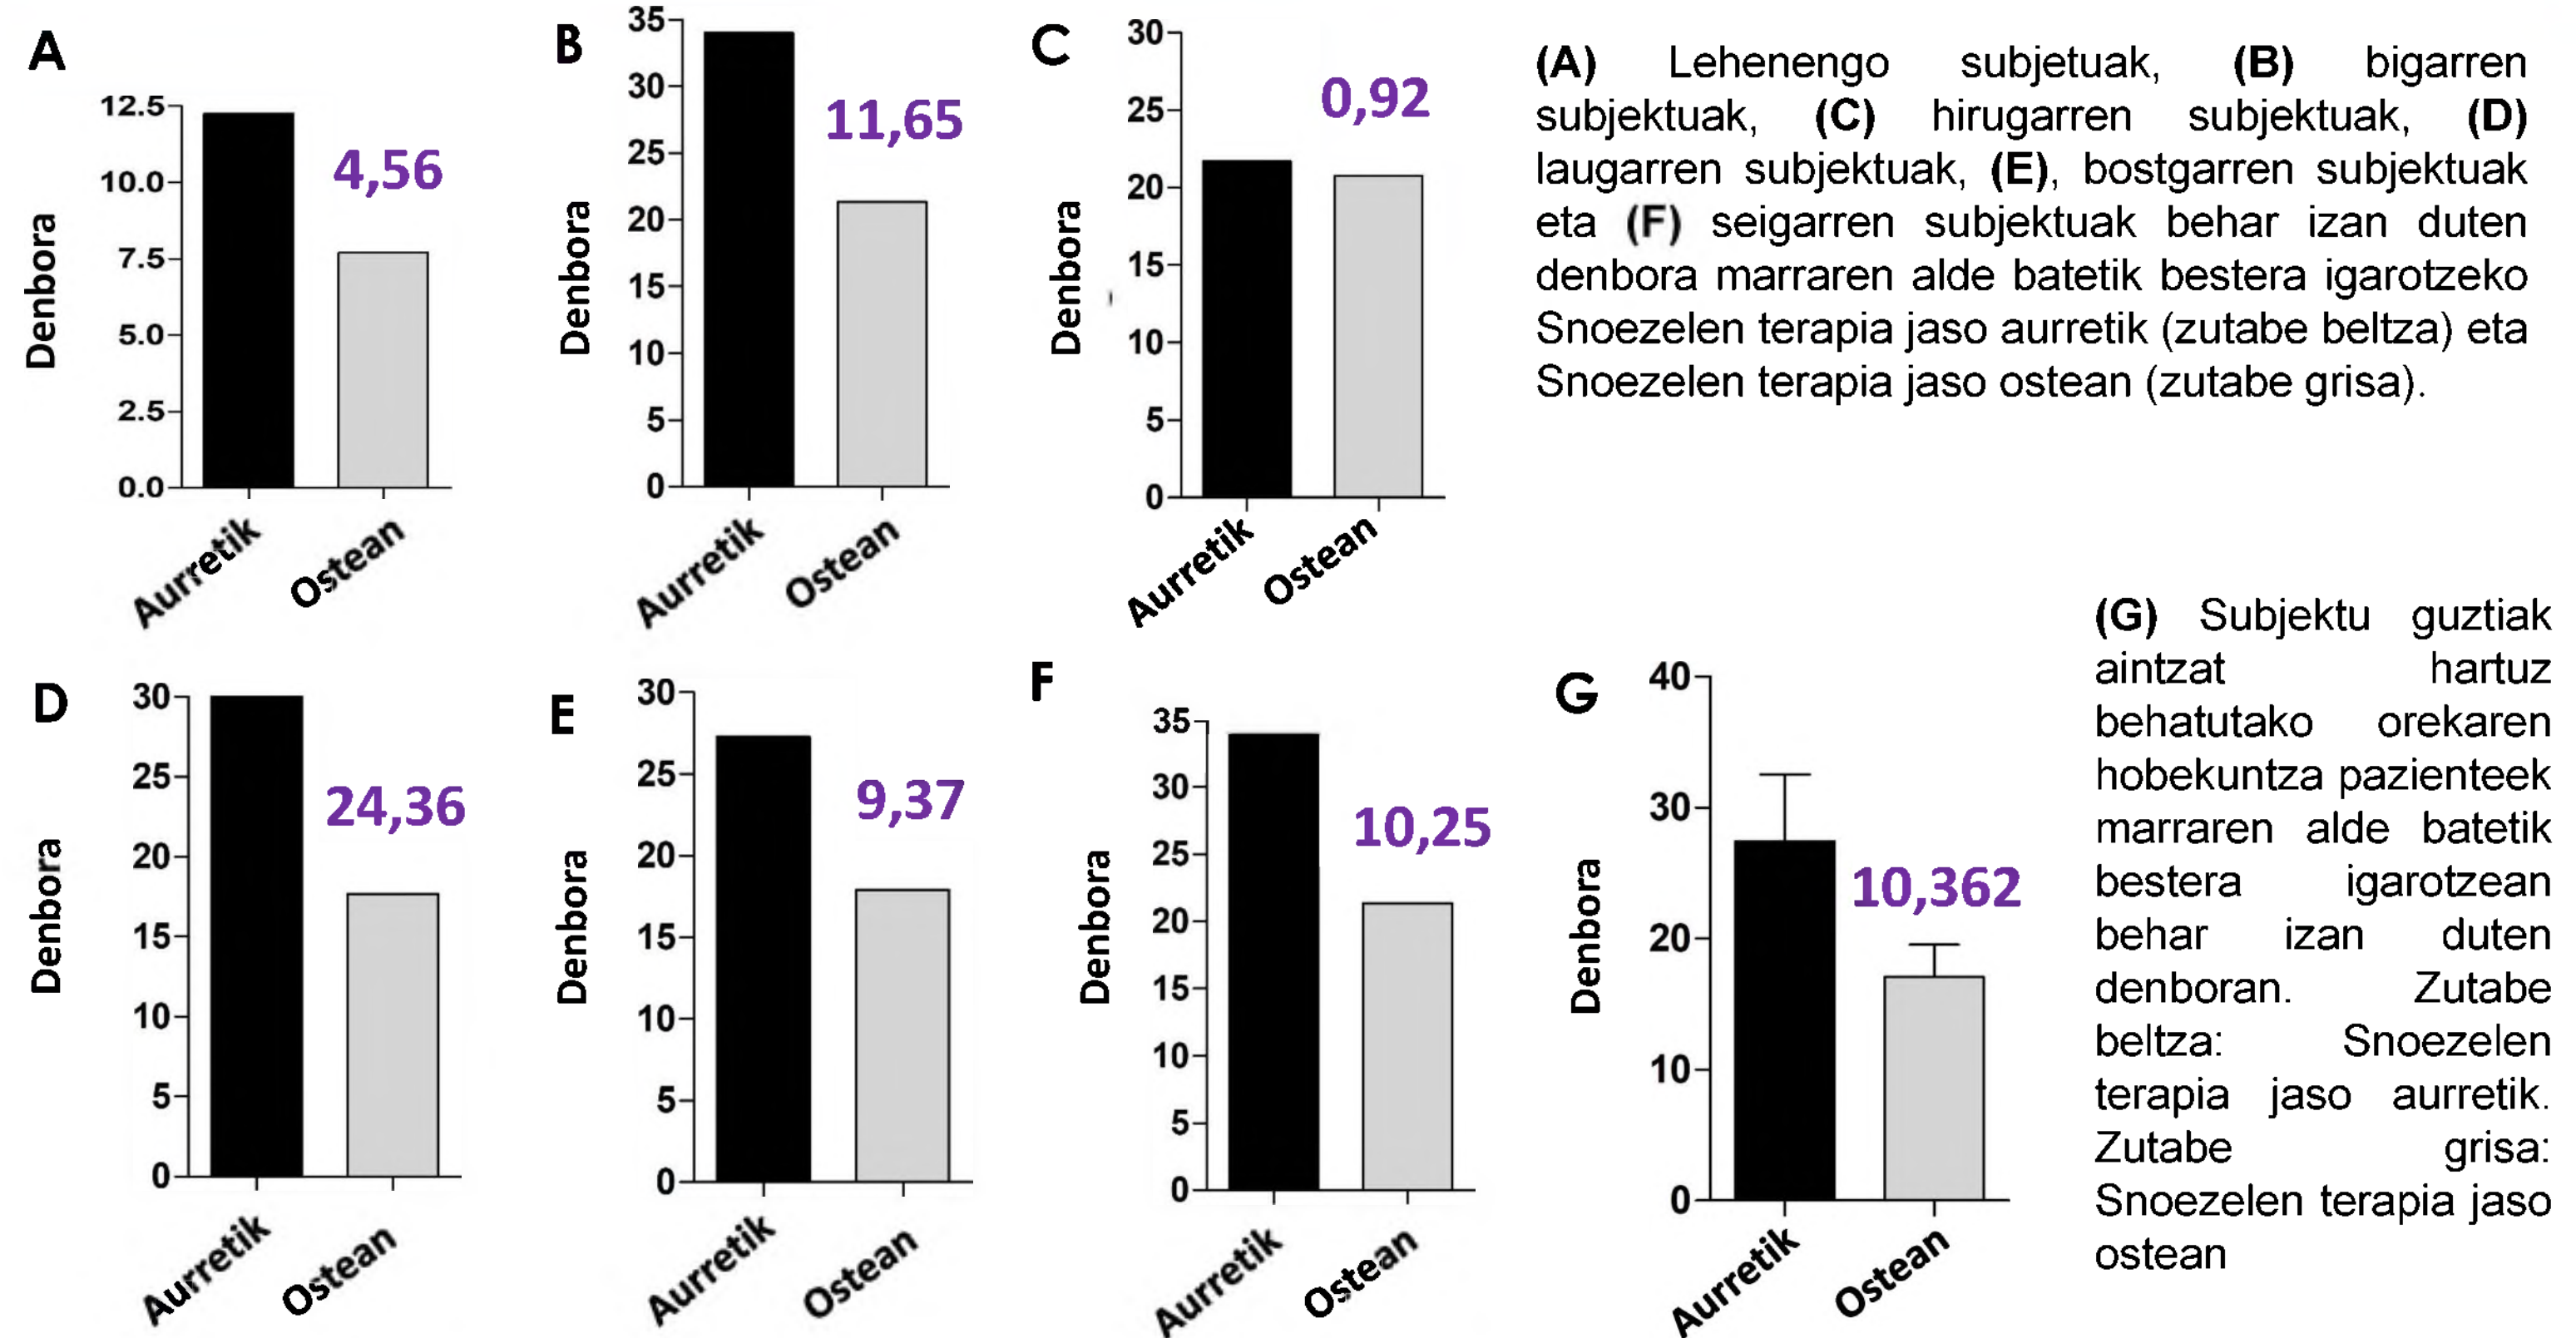 A
Denbora
12.5
10.0
7.5
5.0
2.5
0.0
4,56
Aurretik
Ostean
B
Denbora
35
30
25
20
15
10
5
0
11,65
Aurretik
Ostean
C
Denbora
30
25
20
15
10
5
0
0,92
Aurretik
Ostean
(A) Lehenengo subjetuak, (B) bigarren
subjektuak, (C) hirugarren subjektuak, (D)
laugarren subjektuak, (E), bostgarren subjektuak
eta (F) seigarren subjektuak behar izan duten
denbora marraren alde batetik bestera igarotzeko
Snoezelen terapia jaso aurretik (zutabe beltza) eta
Snoezelen terapia jaso ostean (zutabe grisa).
D
Denbora
30
25
20
15
10
5
0
24,36
Aurretik
Ostean
E
Denbora
30
25
20
15
10
5
0
9,37
Aurretik
Ostean
F
Denbora
35
30
25
20
15
10
5
0
10,25
Aurretik
Ostean
G
Denbora
40
30
20
10
0
10,362
Aurretik
Ostean
(G) Subjektu guztiak
aintzat hartuz
behatutako orekaren
hobekuntza pazienteek
marraren alde batetik
bestera igarotzean
behar izan duten
denboran. Zutabe
beltza: Snoezelen
terapia jaso aurretik.
Zutabe grisa:
Snoezelen terapia jaso
ostean